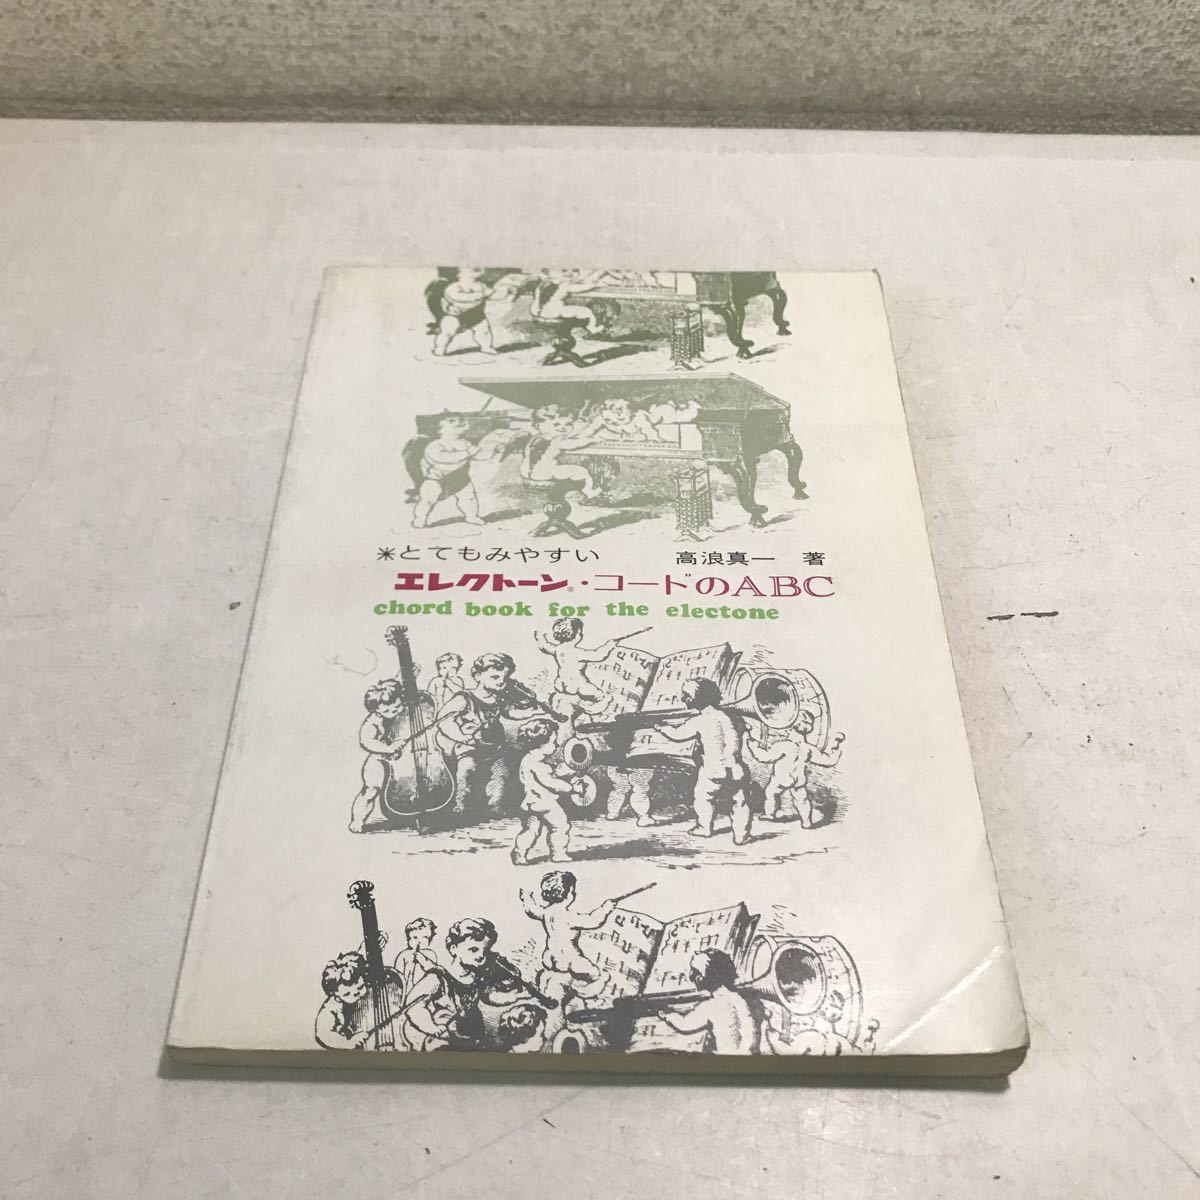 ✳とてもみやすい　高浪真一　著
エレクトーン®・コードのABC
chord book for the electone